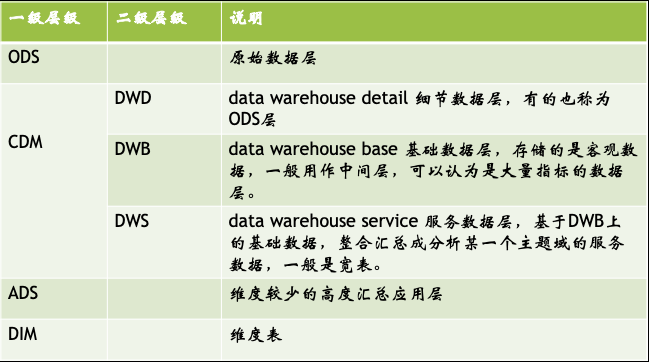 一级层级 二级层级 说明
ODS 原始数据层
CDM
DWD data warehouse detail 细节数据层，有的也称为
ODS层
DWB data warehouse base 基础数据层，存储的是客观数
据，一般用作中间层，可以认为是大量指标的数据
层。
DWS data warehouse service 服务数据层，基于DWB上
的基础数据，整合汇总成分析某一个主题域的服务
数据，一般是宽表。
ADS 维度较少的高度汇总应用层
DIM 维度表